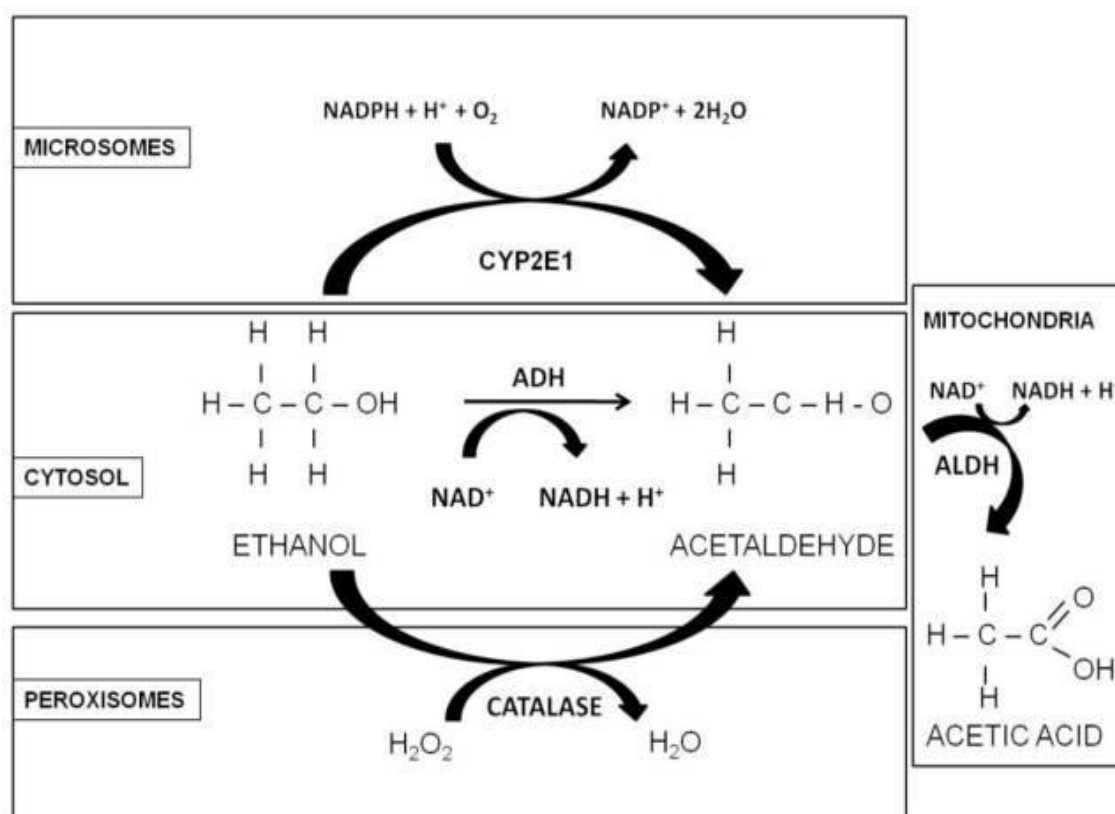 NADPH + H⁺ + O₂
NADP⁺ + 2H₂O
MICROSOMES
CYP2E1
H H
H – C – C – OH
H H
ADH
NAD⁺
NADH + H⁺
H
H – C – C – H - O
H
CYTOSOL
ETHANOL
ACETALDEHYDE
PEROXISOMES
CATALASE
H₂O₂
H₂O
MITOCHONDRIA
NAD⁺
NADH + H⁺
ALDH
H
O
H – C – C
OH
H
ACETIC ACID